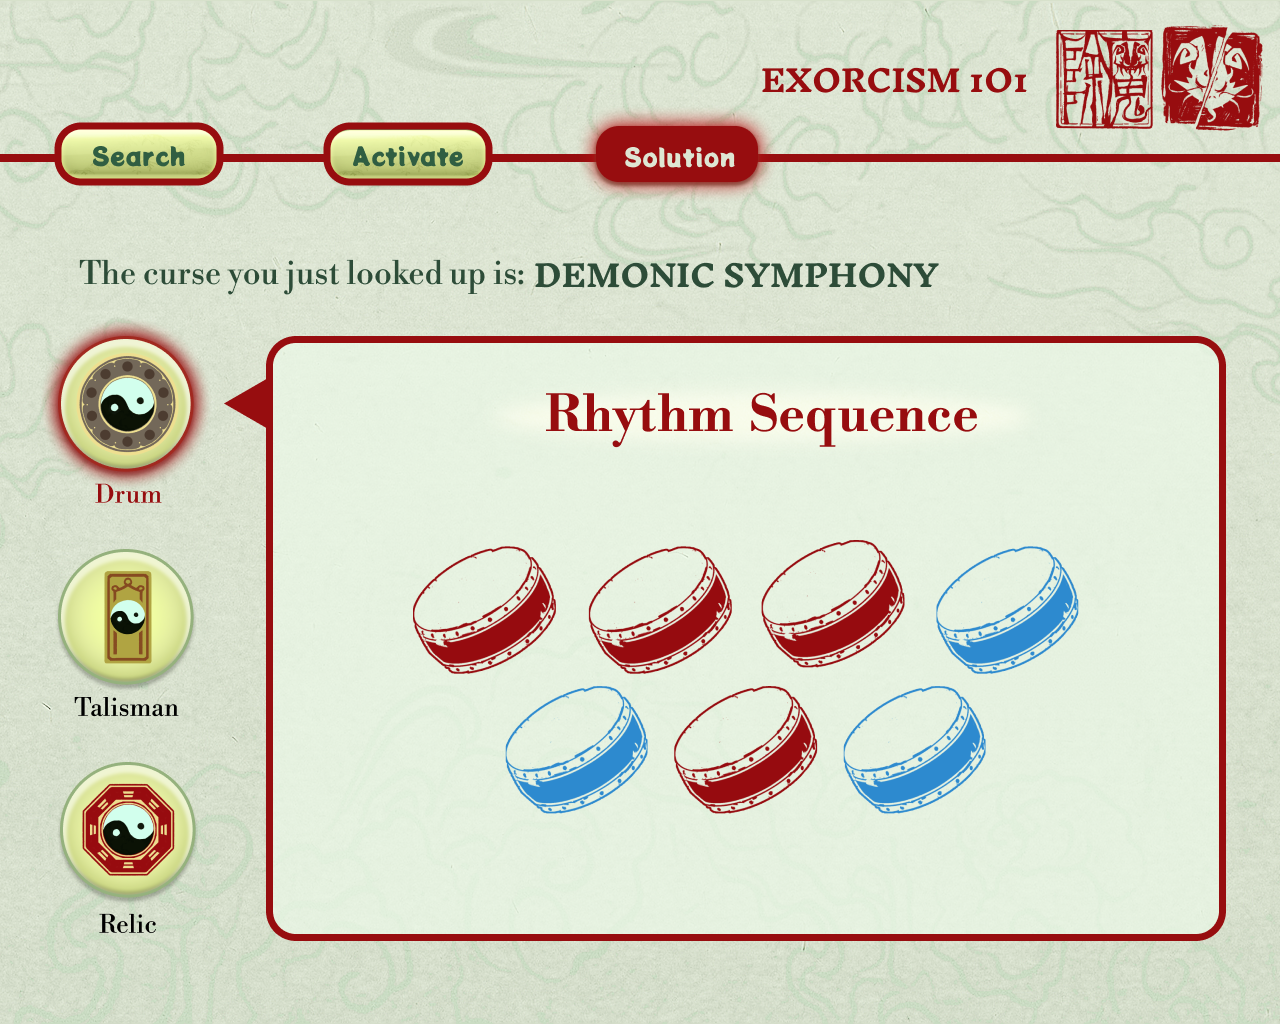 EXORCISM 101
Search
Activate
Solution
The curse you just looked up is: DEMONIC SYMPHONY
Rhythm Sequence
Drum
Talisman
Relic